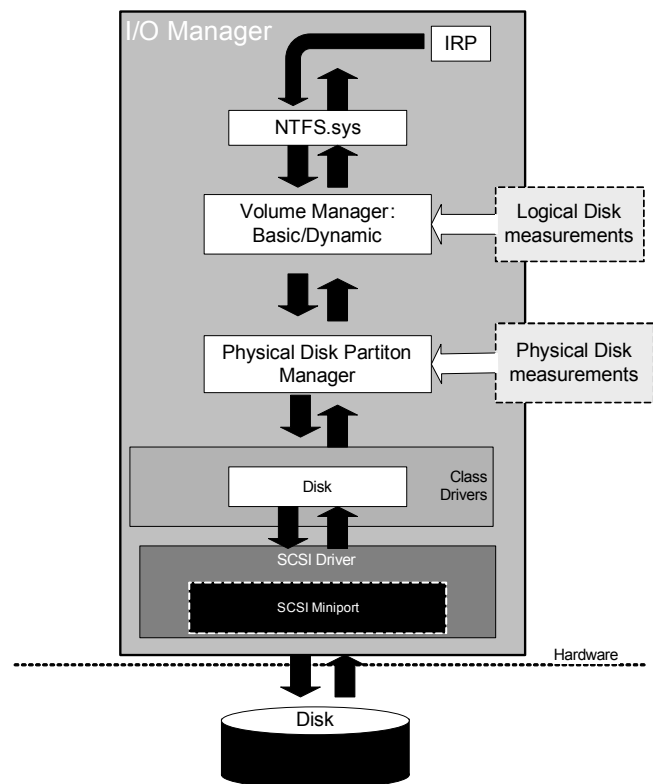 I/O Manager
IRP
NTFS.sys
Volume Manager:
Basic/Dynamic
Logical Disk
measurements
Physical Disk Partiton
Manager
Physical Disk
measurements
Class
Drivers
Disk
SCSI Driver
SCSI Miniport
Hardware
Disk